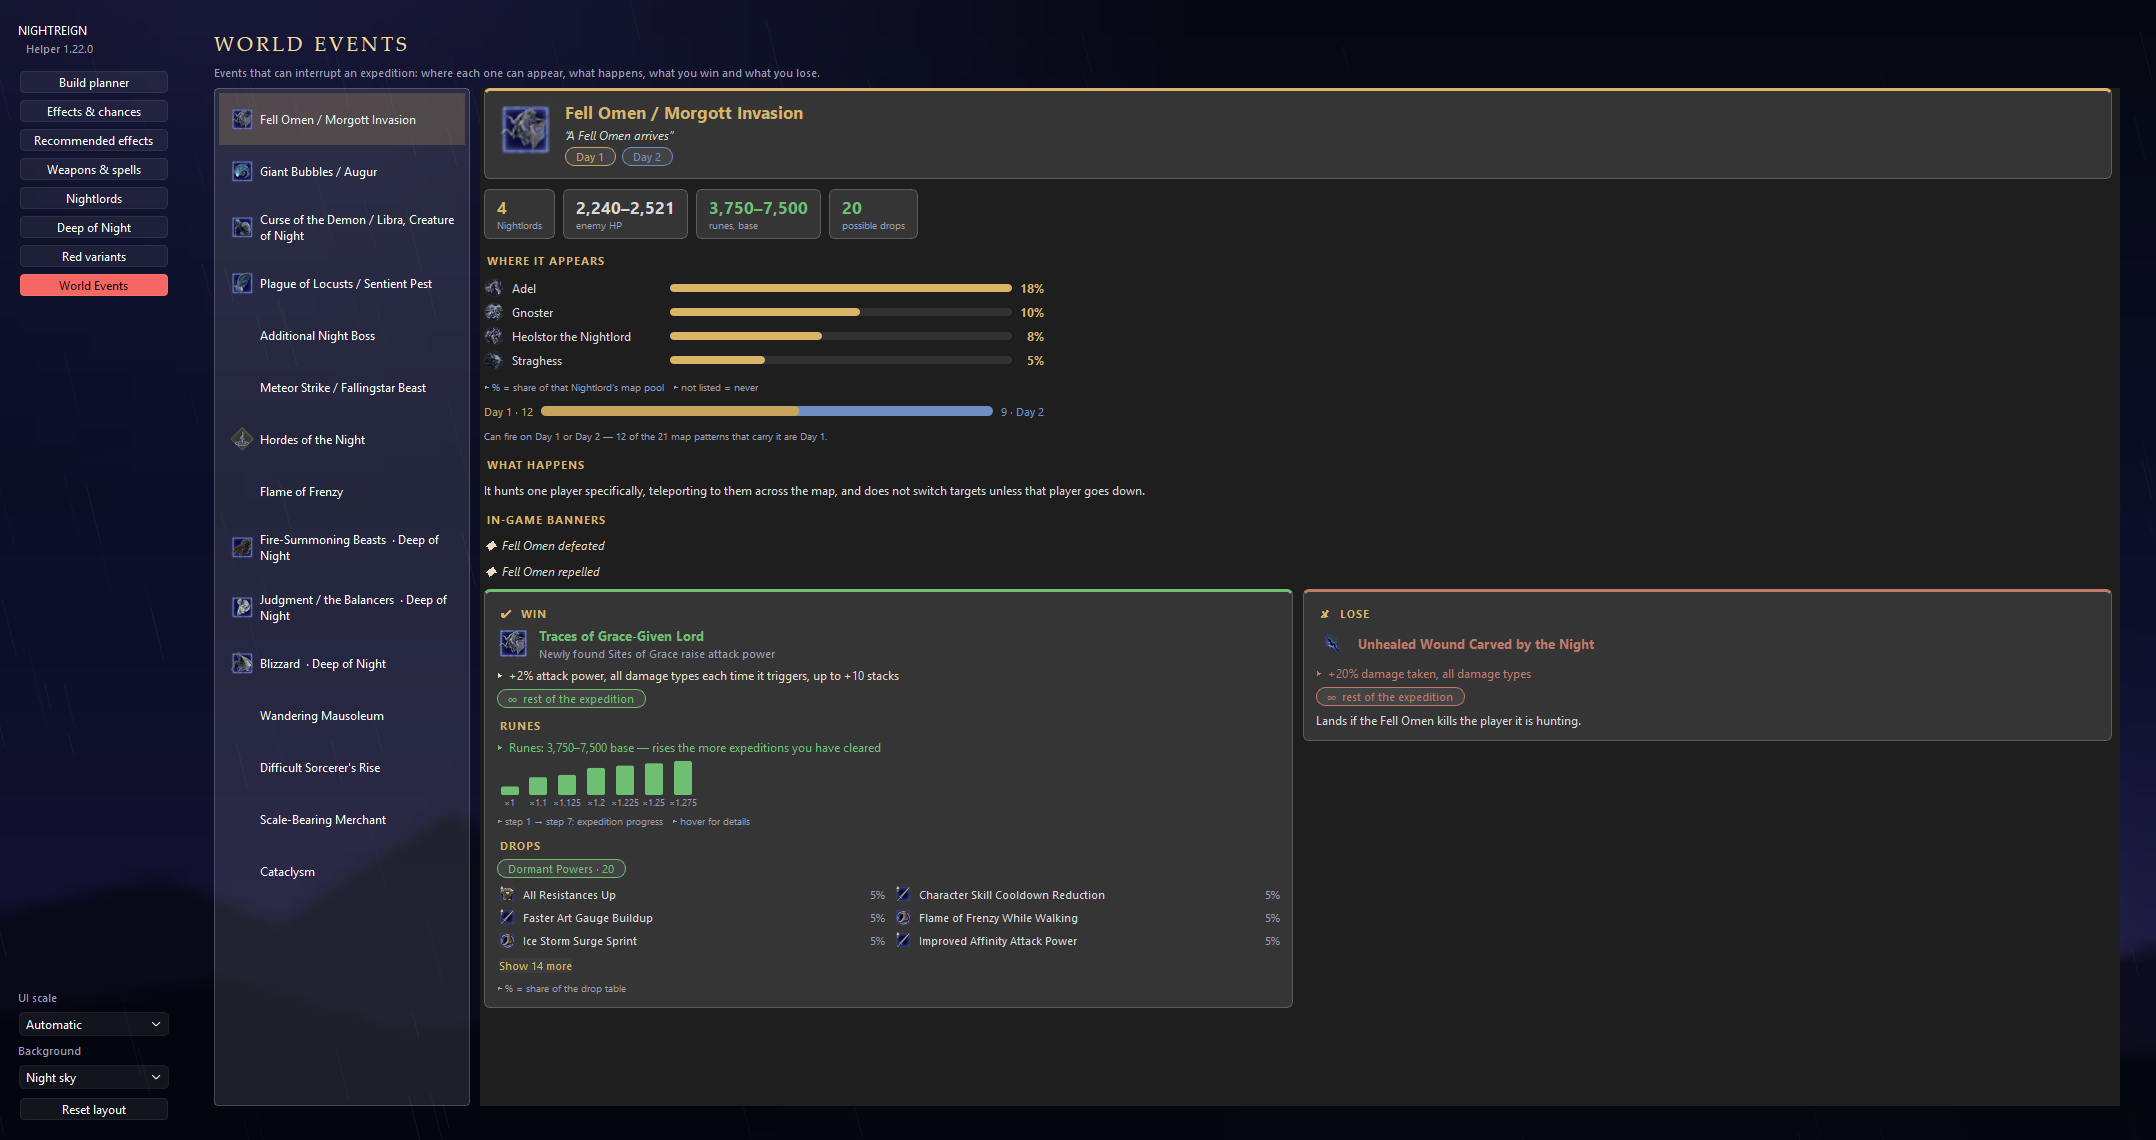 NIGHTREIGN
Helper 1.22.0
Build planner
Effects & chances
Recommended effects
Weapons & spells
Nightlords
Deep of Night
Red variants
World Events
UI scale
Automatic
Background
Night sky
Reset layout
WORLD EVENTS
Events that can interrupt an expedition: where each one can appear, what happens, what you win and what you lose.
Fell Omen / Morgott Invasion
Giant Bubbles / Augur
Curse of the Demon / Libra, Creature
of Night
Plague of Locusts / Sentient Pest
Additional Night Boss
Meteor Strike / Fallingstar Beast
Hordes of the Night
Flame of Frenzy
Fire-Summoning Beasts · Deep of
Night
Judgment / the Balancers · Deep of
Night
Blizzard · Deep of Night
Wandering Mausoleum
Difficult Sorcerer's Rise
Scale-Bearing Merchant
Cataclysm
Fell Omen / Morgott Invasion
"A Fell Omen arrives"
Day 1 Day 2
4 2,240–2,521 3,750–7,500 20
Nightlords enemy HP runes, base possible drops
WHERE IT APPEARS
Adel 18%
Gnoster 10%
Heolstor the Nightlord 8%
Straghess 5%
% = share of that Nightlord's map pool not listed = never
Day 1 · 12 9 · Day 2
Can fire on Day 1 or Day 2 — 12 of the 21 map patterns that carry it are Day 1.
WHAT HAPPENS
It hunts one player specifically, teleporting to them across the map, and does not switch targets unless that player goes down.
IN-GAME BANNERS
Fell Omen defeated
Fell Omen repelled
✔ WIN
Traces of Grace-Given Lord
Newly found Sites of Grace raise attack power
‣ +2% attack power, all damage types each time it triggers, up to +10 stacks
∞ rest of the expedition
RUNES
‣ Runes: 3,750–7,500 base — rises the more expeditions you have cleared
×1 ×1.1 ×1.125 ×1.2 ×1.225 ×1.25 ×1.275
step 1 → step 7: expedition progress hover for details
DROPS
Dormant Powers · 20
All Resistances Up 5% Character Skill Cooldown Reduction 5%
Faster Art Gauge Buildup 5% Flame of Frenzy While Walking 5%
Ice Storm Surge Sprint 5% Improved Affinity Attack Power 5%
Show 14 more
% = share of the drop table
✘ LOSE
Unhealed Wound Carved by the Night
‣ +20% damage taken, all damage types
∞ rest of the expedition
Lands if the Fell Omen kills the player it is hunting.